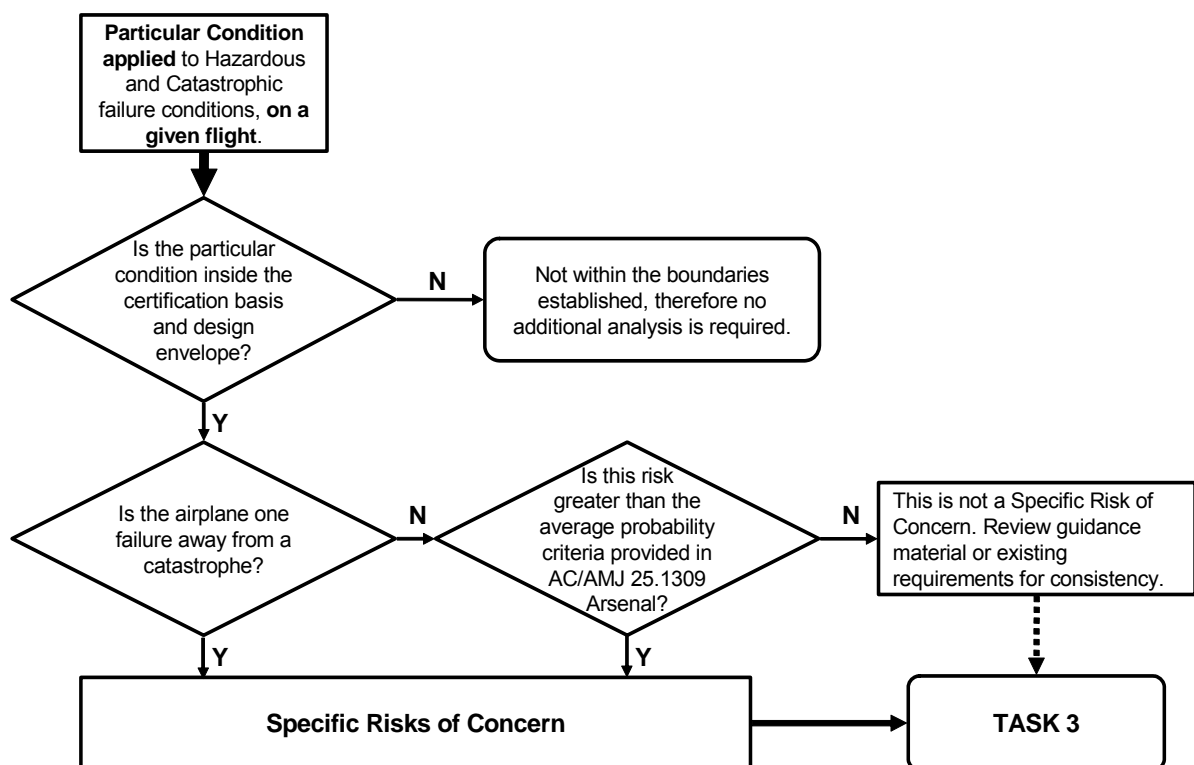 Particular Condition
applied to Hazardous
and Catastrophic
failure conditions, on a
given flight.
Is the particular
condition inside the
certification basis
and design
envelope?
N
Not within the boundaries
established, therefore no
additional analysis is required.
Y
Is the airplane one
failure away from a
catastrophe?
N
Is this risk
greater than the
average probability
criteria provided in
AC/AMJ 25.1309
Arsenal?
N
This is not a Specific Risk of
Concern. Review guidance
material or existing
requirements for consistency.
Y
Y
Specific Risks of Concern
TASK 3